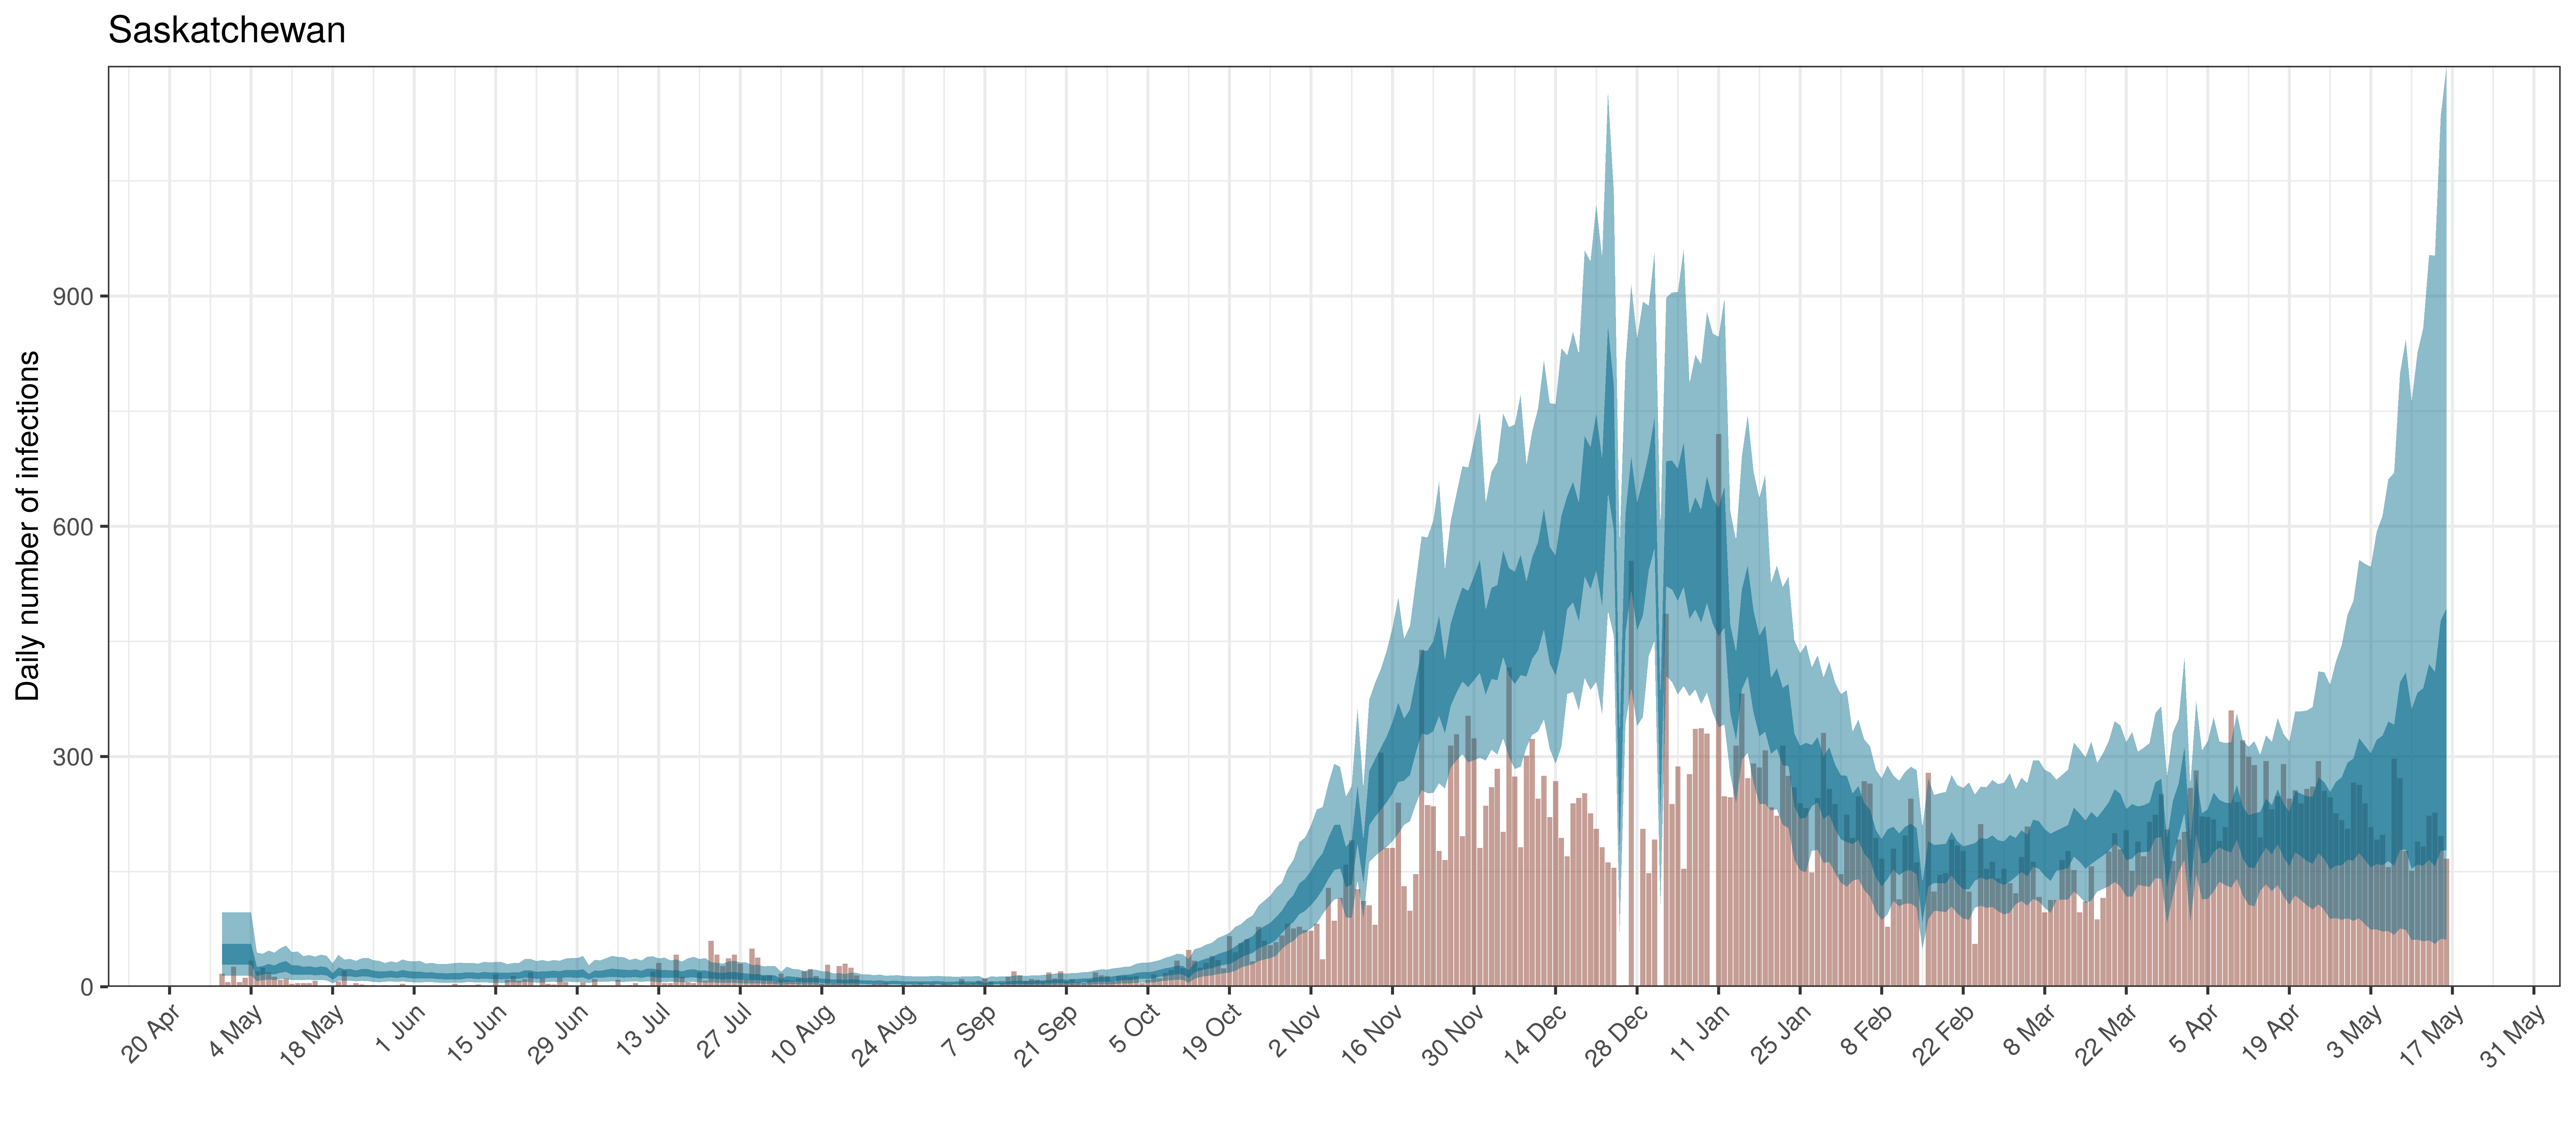 Saskatchewan
Daily number of infections
900
600
300
0
20 Apr
4 May
18 May
1 Jun
15 Jun
29 Jun
13 Jul
27 Jul
10 Aug
24 Aug
7 Sep
21 Sep
5 Oct
19 Oct
2 Nov
16 Nov
30 Nov
14 Dec
28 Dec
11 Jan
25 Jan
8 Feb
22 Feb
8 Mar
22 Mar
5 Apr
19 Apr
3 May
17 May
31 May